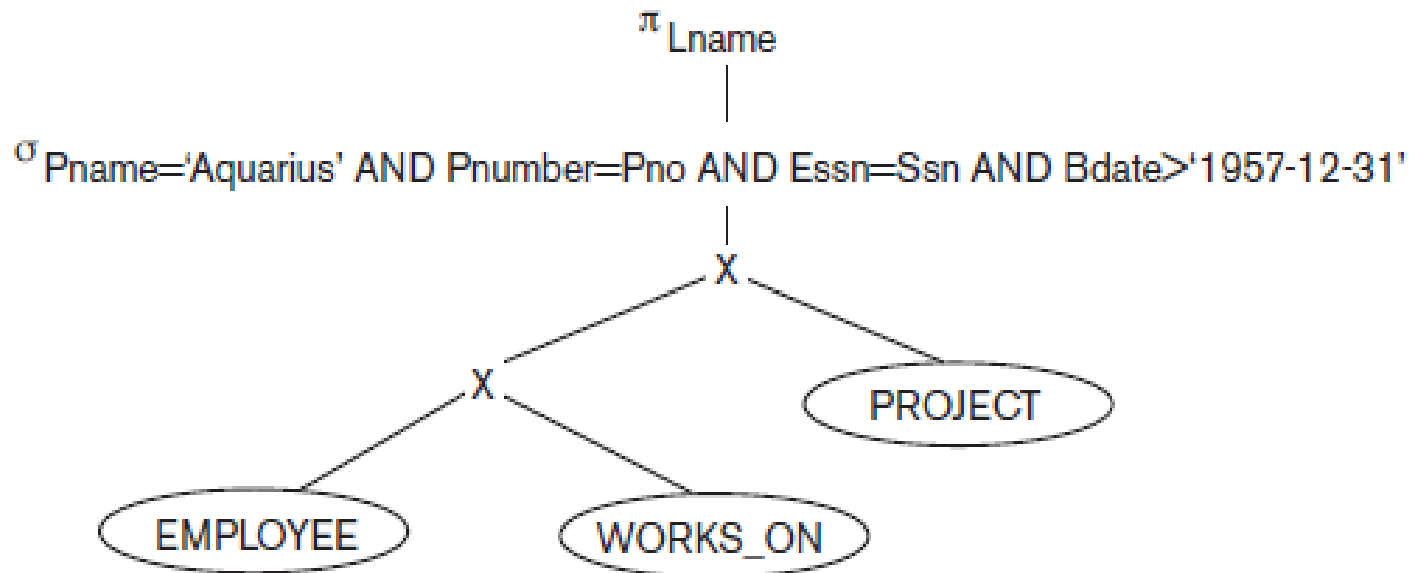 π Lname
σ Pname=‘Aquarius’ AND Pnumber=Pno AND Essn=Ssn AND Bdate>‘1957-12-31’
X
X
PROJECT
EMPLOYEE
WORKS_ON